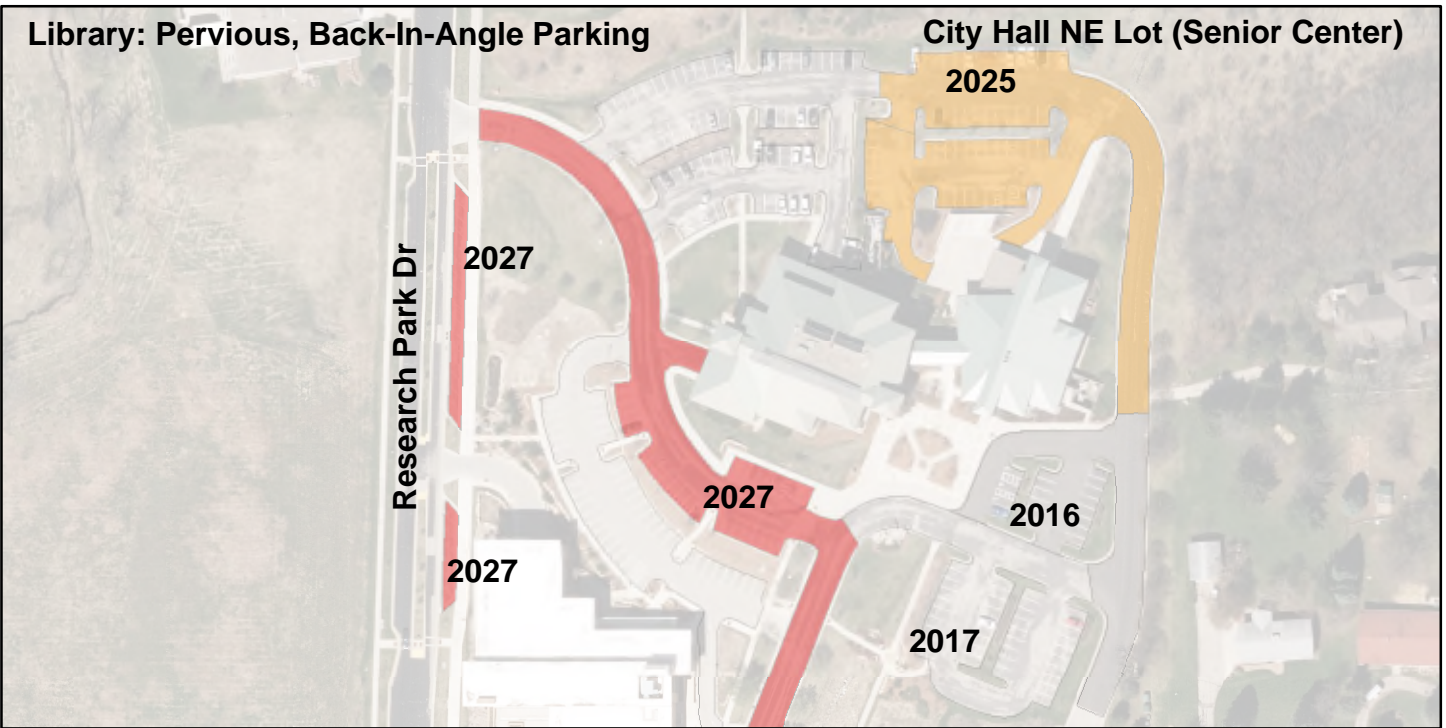 Library: Pervious, Back-In-Angle Parking
City Hall NE Lot (Senior Center)
2025
2027
Research Park Dr
2027
2016
2027
2017